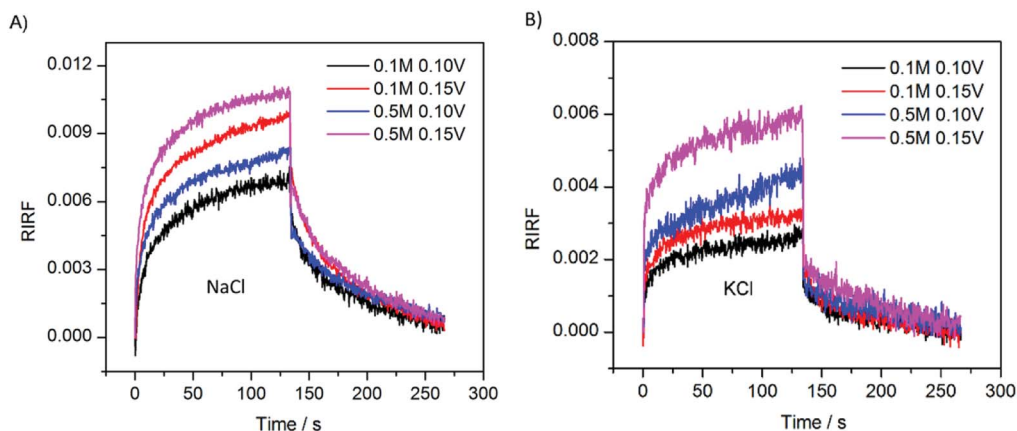 A)
0.012
0.009
0.006
0.003
0.000
RIRF
0.1M 0.10V
0.1M 0.15V
0.5M 0.10V
0.5M 0.15V
NaCl
0 50 100 150 200 250 300
Time / s
B)
0.008
0.006
0.004
0.002
0.000
RIRF
0.1M 0.10V
0.1M 0.15V
0.5M 0.10V
0.5M 0.15V
KCl
0 50 100 150 200 250 300
Time / s